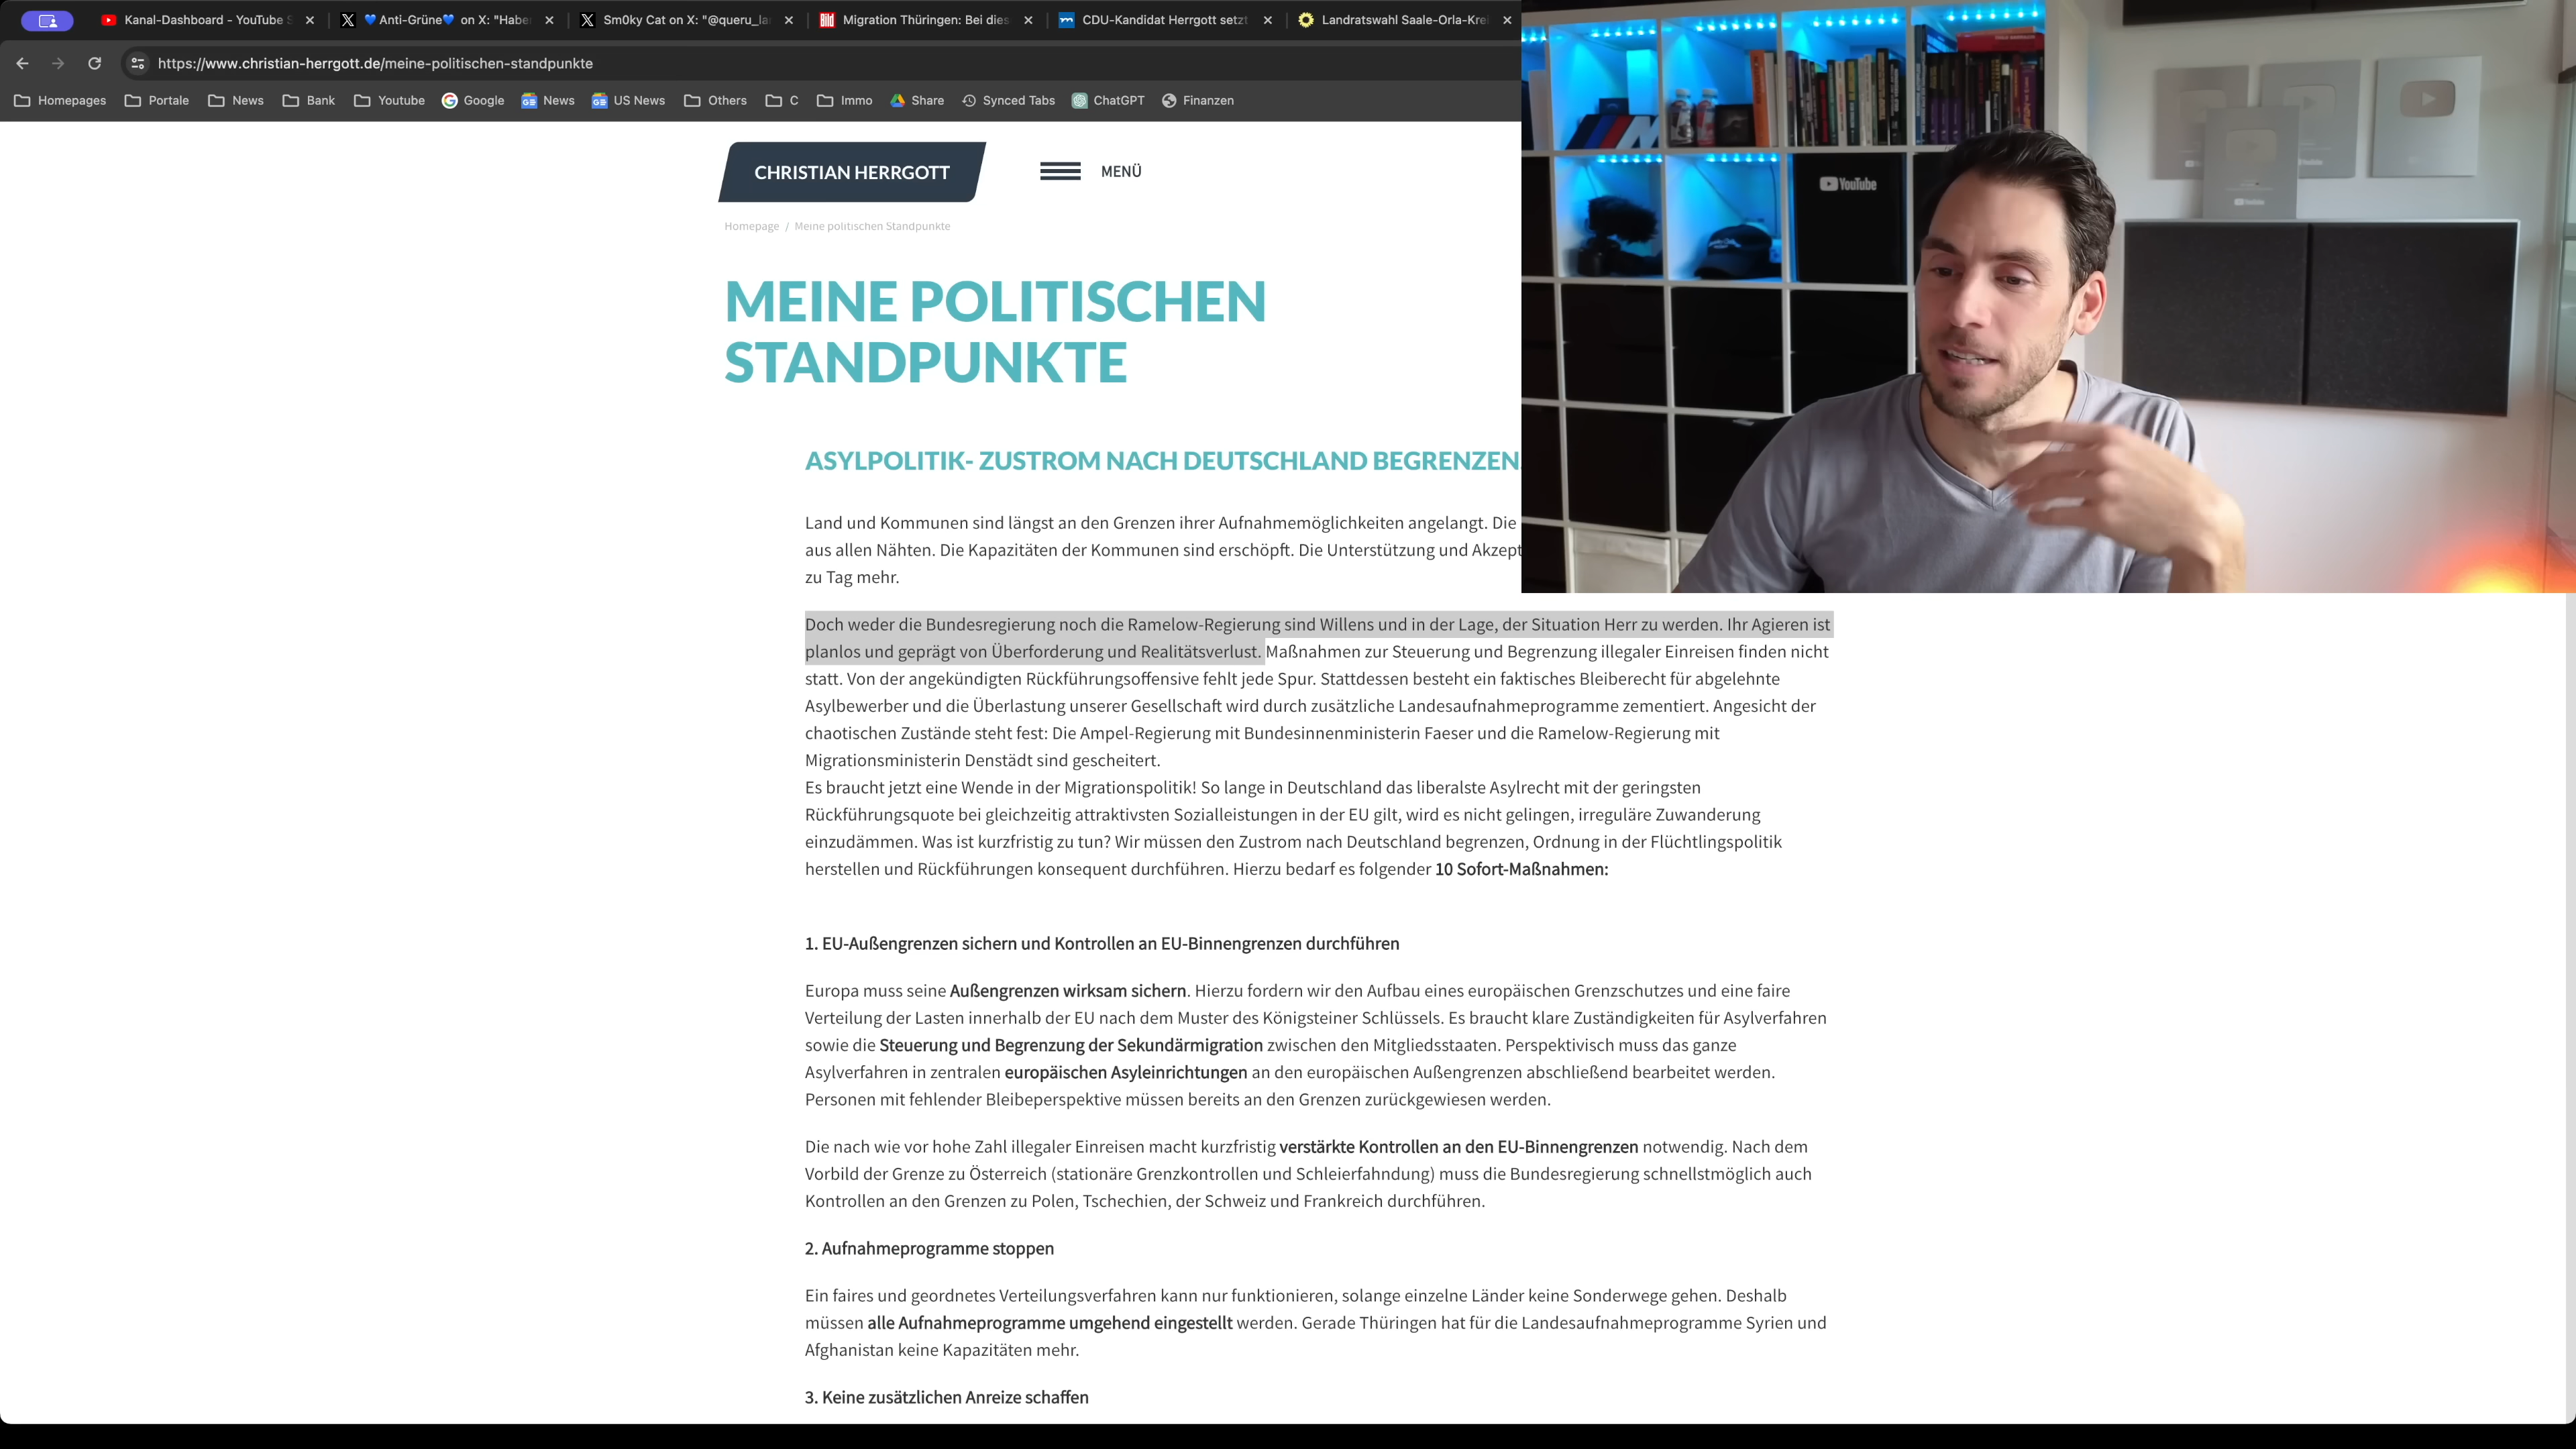 Kanal-Dashboard - YouTube S
💙 Anti-Grüne💙 on X: "Habe
Sm0ky Cat on X: "@queru_la
Bild
Migration Thüringen: Bei dies
CDU-Kandidat Herrgott setzt
Landratswahl Saale-Orla-Krei
https://www.christian-herrgott.de/meine-politischen-standpunkte
Homepages Portale News Bank Youtube Google News US News Others C Immo Share Synced Tabs ChatGPT Finanzen
CHRISTIAN HERRGOTT
MENÜ
Homepage / Meine politischen Standpunkte
MEINE POLITISCHEN
STANDPUNKTE
ASYLPOLITIK- ZUSTROM NACH DEUTSCHLAND BEGRENZEN
Land und Kommunen sind längst an den Grenzen ihrer Aufnahmemöglichkeiten angelangt. Die
aus allen Nähten. Die Kapazitäten der Kommunen sind erschöpft. Die Unterstützung und Akzept
zu Tag mehr.
Doch weder die Bundesregierung noch die Ramelow-Regierung sind Willens und in der Lage, der Situation Herr zu werden. Ihr Agieren ist
planlos und geprägt von Überforderung und Realitätsverlust. Maßnahmen zur Steuerung und Begrenzung illegaler Einreisen finden nicht
statt. Von der angekündigten Rückführungsoffensive fehlt jede Spur. Stattdessen besteht ein faktisches Bleiberecht für abgelehnte
Asylbewerber und die Überlastung unserer Gesellschaft wird durch zusätzliche Landesaufnahmeprogramme zementiert. Angesicht der
chaotischen Zustände steht fest: Die Ampel-Regierung mit Bundesinnenministerin Faeser und die Ramelow-Regierung mit
Migrationsministerin Denstädt sind gescheitert.
Es braucht jetzt eine Wende in der Migrationspolitik! So lange in Deutschland das liberalste Asylrecht mit der geringsten
Rückführungsquote bei gleichzeitig attraktivsten Sozialleistungen in der EU gilt, wird es nicht gelingen, irreguläre Zuwanderung
einzudämmen. Was ist kurzfristig zu tun? Wir müssen den Zustrom nach Deutschland begrenzen, Ordnung in der Flüchtlingspolitik
herstellen und Rückführungen konsequent durchführen. Hierzu bedarf es folgender 10 Sofort-Maßnahmen:
1. EU-Außengrenzen sichern und Kontrollen an EU-Binnengrenzen durchführen
Europa muss seine Außengrenzen wirksam sichern. Hierzu fordern wir den Aufbau eines europäischen Grenzschutzes und eine faire
Verteilung der Lasten innerhalb der EU nach dem Muster des Königsteiner Schlüssels. Es braucht klare Zuständigkeiten für Asylverfahren
sowie die Steuerung und Begrenzung der Sekundärmigration zwischen den Mitgliedsstaaten. Perspektivisch muss das ganze
Asylverfahren in zentralen europäischen Asyleinrichtungen an den europäischen Außengrenzen abschließend bearbeitet werden.
Personen mit fehlender Bleibeperspektive müssen bereits an den Grenzen zurückgewiesen werden.
Die nach wie vor hohe Zahl illegaler Einreisen macht kurzfristig verstärkte Kontrollen an den EU-Binnengrenzen notwendig. Nach dem
Vorbild der Grenze zu Österreich (stationäre Grenzkontrollen und Schleierfahndung) muss die Bundesregierung schnellstmöglich auch
Kontrollen an den Grenzen zu Polen, Tschechien, der Schweiz und Frankreich durchführen.
2. Aufnahmeprogramme stoppen
Ein faires und geordnetes Verteilungsverfahren kann nur funktionieren, solange einzelne Länder keine Sonderwege gehen. Deshalb
müssen alle Aufnahmeprogramme umgehend eingestellt werden. Gerade Thüringen hat für die Landesaufnahmeprogramme Syrien und
Afghanistan keine Kapazitäten mehr.
3. Keine zusätzlichen Anreize schaffen
YouTube